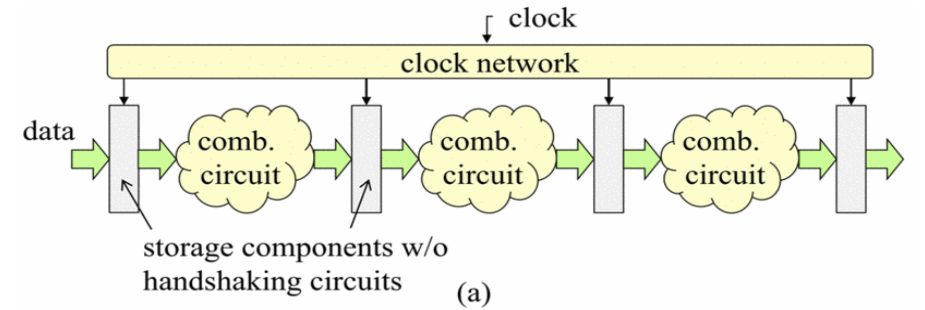 clock
clock network
data
comb.
circuit
comb.
circuit
comb.
circuit
storage components w/o
handshaking circuits
(a)